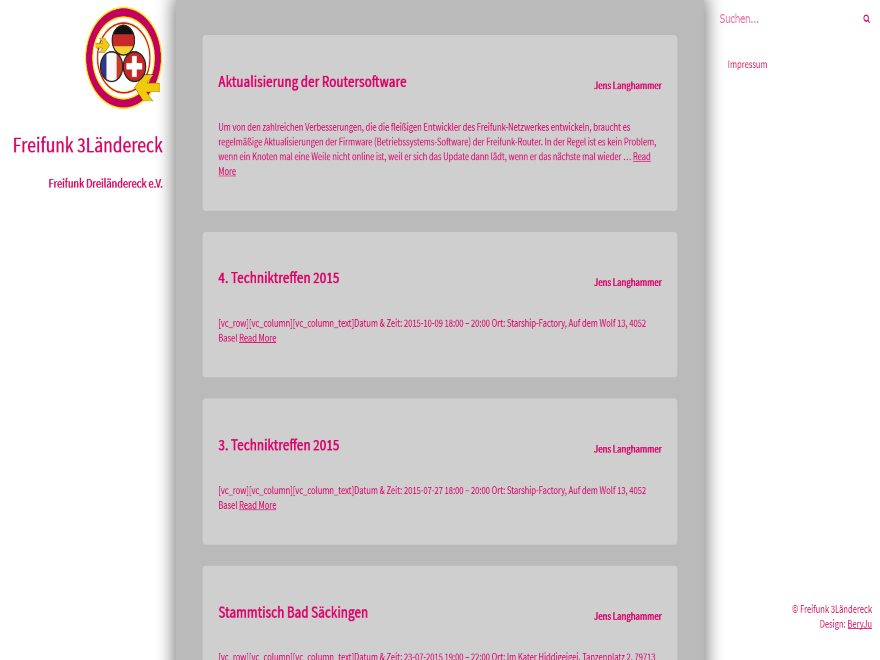 Freifunk 3Ländereck
Freifunk Dreiländereck e.V.
Aktualisierung der Routersoftware
Jens Langhammer
Um von den zahlreichen Verbesserungen, die die fleißigen Entwickler des Freifunk-Netzwerkes entwickeln, braucht es
regelmäßige Aktualisierungen der Firmware (Betriebssystems-Software) der Freifunk-Router. In der Regel ist es kein Problem,
wenn ein Knoten mal eine Weile nicht online ist, weil er sich das Update dann lädt, wenn er das nächste mal wieder … Read
More
4. Techniktreffen 2015
Jens Langhammer
[vc_row][vc_column][vc_column_text]Datum & Zeit: 2015-10-09 18:00 – 20:00 Ort: Starship-Factory, Auf dem Wolf 13, 4052
Basel Read More
3. Techniktreffen 2015
Jens Langhammer
[vc_row][vc_column][vc_column_text]Datum & Zeit: 2015-07-27 18:00 – 20:00 Ort: Starship-Factory, Auf dem Wolf 13, 4052
Basel Read More
Stammtisch Bad Säckingen
Jens Langhammer
[vc_row][vc_column][vc_column_text]Datum & Zeit: 23-07-2015 19:00 – 22:00 Ort: Im Kater Hiddigeigei, Tanzenplatz 2, 79713
Suchen...
Impressum
© Freifunk 3Ländereck
Design: BeryJu